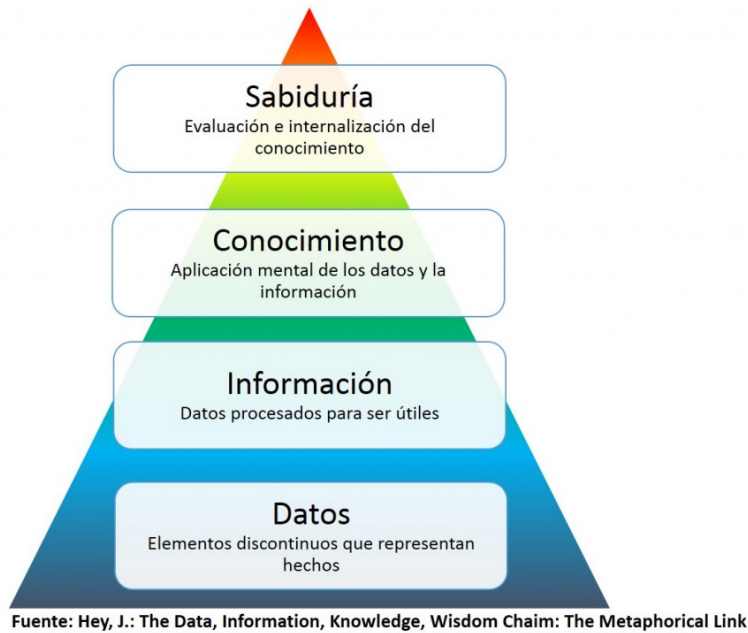 Sabiduría
Evaluación e internalización del
conocimiento
Conocimiento
Aplicación mental de los datos y la
información
Información
Datos procesados para ser útiles
Datos
Elementos discontinuos que representan
hechos
Fuente: Hey, J.: The Data, Information, Knowledge, Wisdom Chaim: The Metaphorical Link